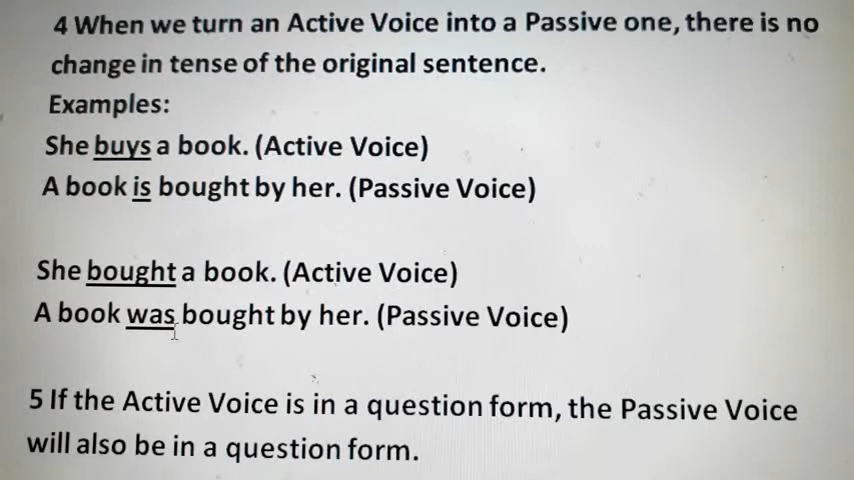 4 When we turn an Active Voice into a Passive one, there is no
change in tense of the original sentence.
Examples:
She buys a book. (Active Voice)
A book is bought by her. (Passive Voice)
She bought a book. (Active Voice)
A book was bought by her. (Passive Voice)
5 If the Active Voice is in a question form, the Passive Voice
will also be in a question form.